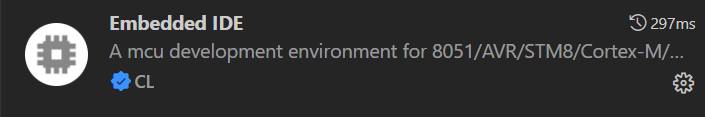 Embedded IDE
297ms
A mcu development environment for 8051/AVR/STM8/Cortex-M/...
CL